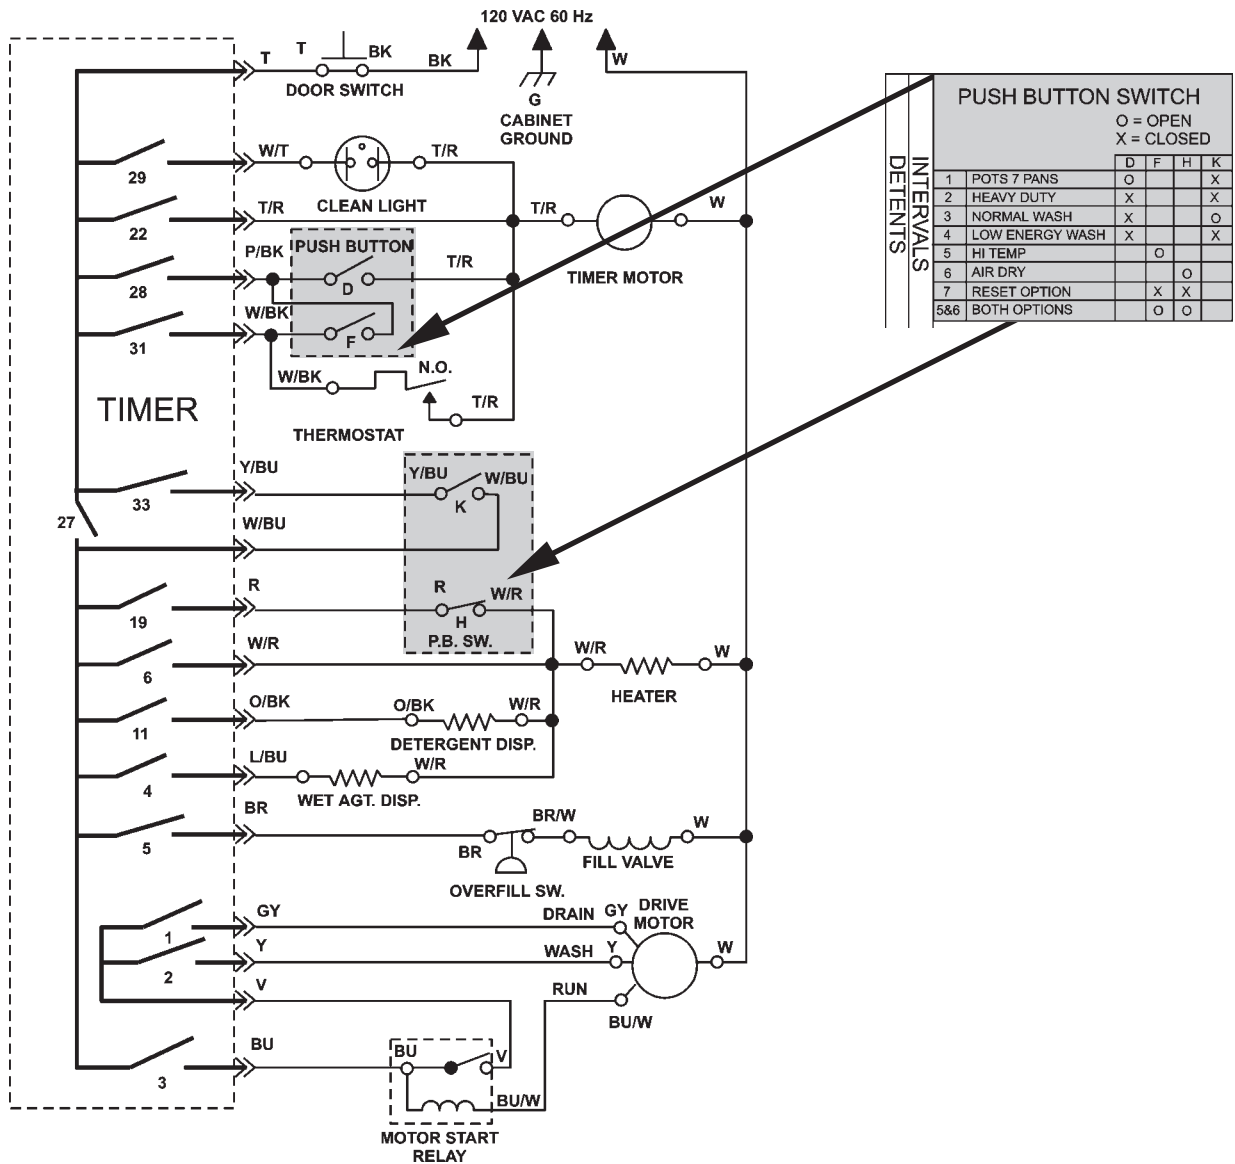 120 VAC 60 Hz
T
T
BK
BK
W
DOOR SWITCH
G
CABINET
GROUND
W/T
T/R
29
CLEAN LIGHT
T/R
T/R
W
22
P/BK
PUSH BUTTON
T/R
TIMER MOTOR
28
D
W/BK
31
F
W/BK
N.O.
T/R
TIMER
THERMOSTAT
Y/BU
Y/BU
W/BU
33
K
27
W/BU
R
R
W/R
19
H
P.B. SW.
W/R
W/R
W
6
HEATER
O/BK
O/BK
W/R
11
DETERGENT DISP.
L/BU
W/R
4
WET AGT. DISP.
BR
BR/W
W
5
BR
FILL VALVE
OVERFILL SW.
GY
DRAIN
GY
DRIVE
MOTOR
1
Y
WASH
Y
W
2
V
RUN
BU/W
BU
BU
V
3
BU/W
MOTOR START
RELAY
DETENTS
INTERVALS
PUSH BUTTON SWITCH
O = OPEN
X = CLOSED
D F H K
1 POTS 7 PANS O X
2 HEAVY DUTY X X
3 NORMAL WASH X O
4 LOW ENERGY WASH X X
5 HI TEMP O
6 AIR DRY O
7 RESET OPTION X X
5&6 BOTH OPTIONS O O